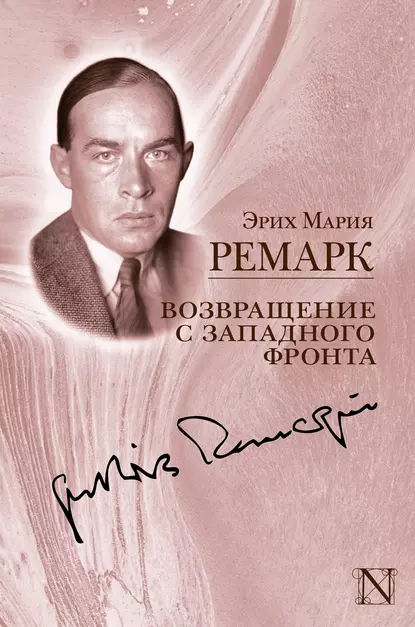 Эрих Мария
РЕМАРК
ВОЗВРАЩЕНИЕ
С ЗАПАДНОГО
ФРОНТА
N